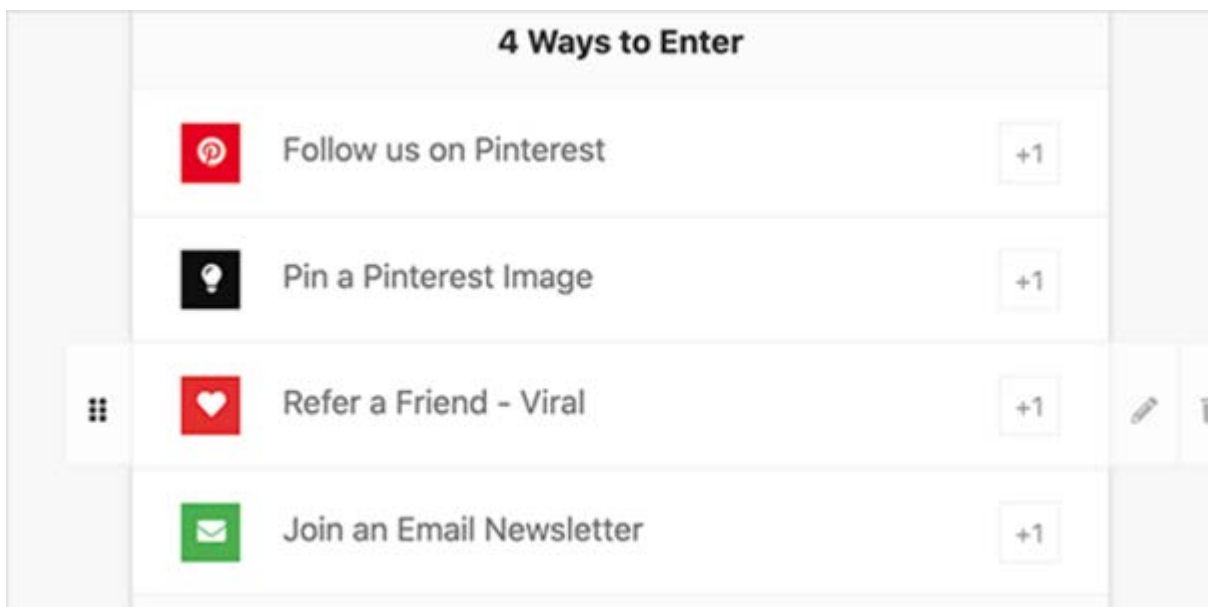 4 Ways to Enter
Follow us on Pinterest
+1
Pin a Pinterest Image
+1
Refer a Friend - Viral
+1
Join an Email Newsletter
+1